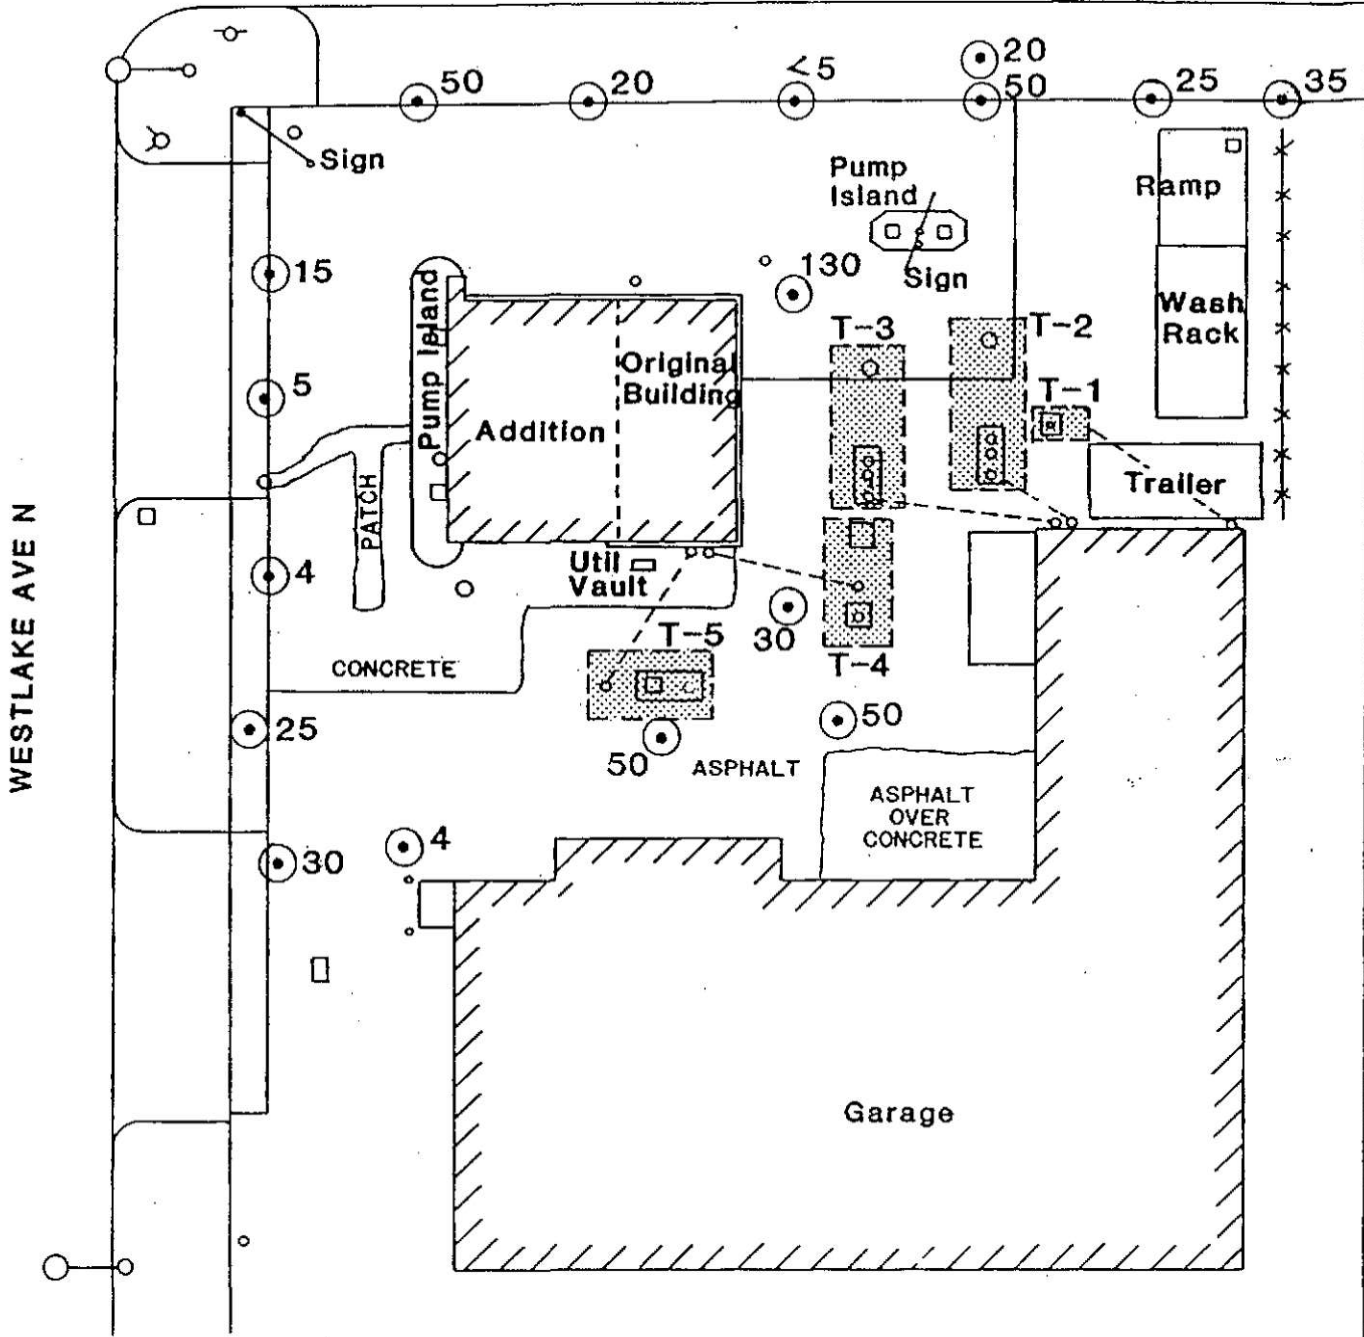 50
20
<5
20
50
25
35
Sign
Pump
Island
Ramp
15
130
Sign
Pump Island
T-3
T-2
Wash
Rack
Original
Building
T-1
5
Addition
PATCH
Trailer
WESTLAKE AVE N
4
Util
Vault
30
T-5
T-4
CONCRETE
25
50
50
ASPHALT
ASPHALT
OVER
CONCRETE
30
4
Garage